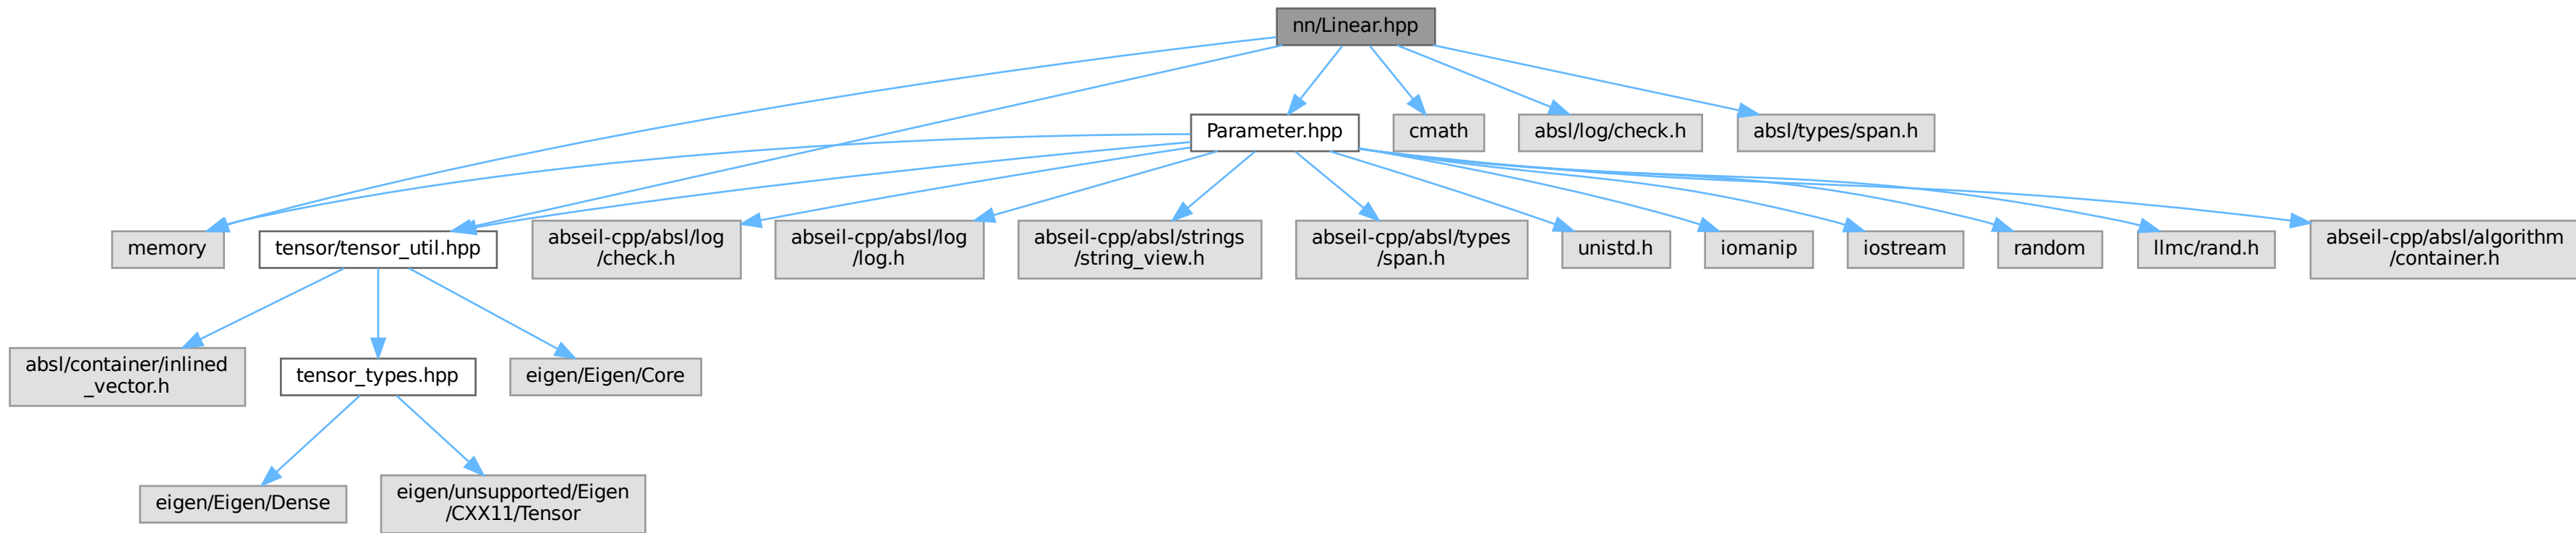 nn/Linear.hpp
Parameter.hpp
cmath
absl/log/check.h
absl/types/span.h
memory
tensor/tensor_util.hpp
abseil-cpp/absl/log
/check.h
abseil-cpp/absl/log
/log.h
abseil-cpp/absl/strings
/string_view.h
abseil-cpp/absl/types
/span.h
unistd.h
iomanip
iostream
random
llmc/rand.h
abseil-cpp/absl/algorithm
/container.h
absl/container/inlined
_vector.h
tensor_types.hpp
eigen/Eigen/Core
eigen/Eigen/Dense
eigen/unsupported/Eigen
/CXX11/Tensor